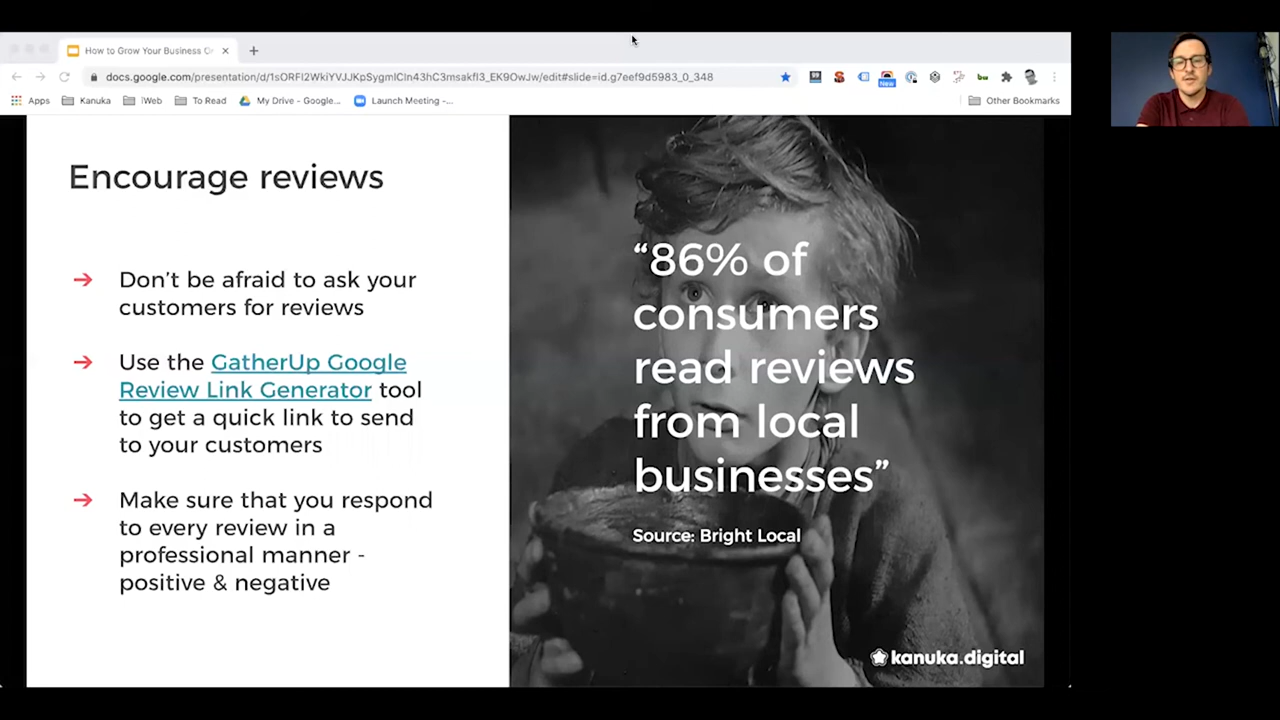 How to Grow Your Business Or
docs.google.com/presentation/d/1sORFl2WkiYVJJKpSygmlCln43hC3msakfl3_EK9OwJw/edit#slide=id.g7eef9d5983_0_348
Apps Kanuka iWeb To Read My Drive - Google... Launch Meeting -... Other Bookmarks
New
Encourage reviews
Don't be afraid to ask your
customers for reviews
Use the GatherUp Google
Review Link Generator tool
to get a quick link to send
to your customers
Make sure that you respond
to every review in a
professional manner -
positive & negative
“86% of
consumers
read reviews
from local
businesses”
Source: Bright Local
kanuka.digital